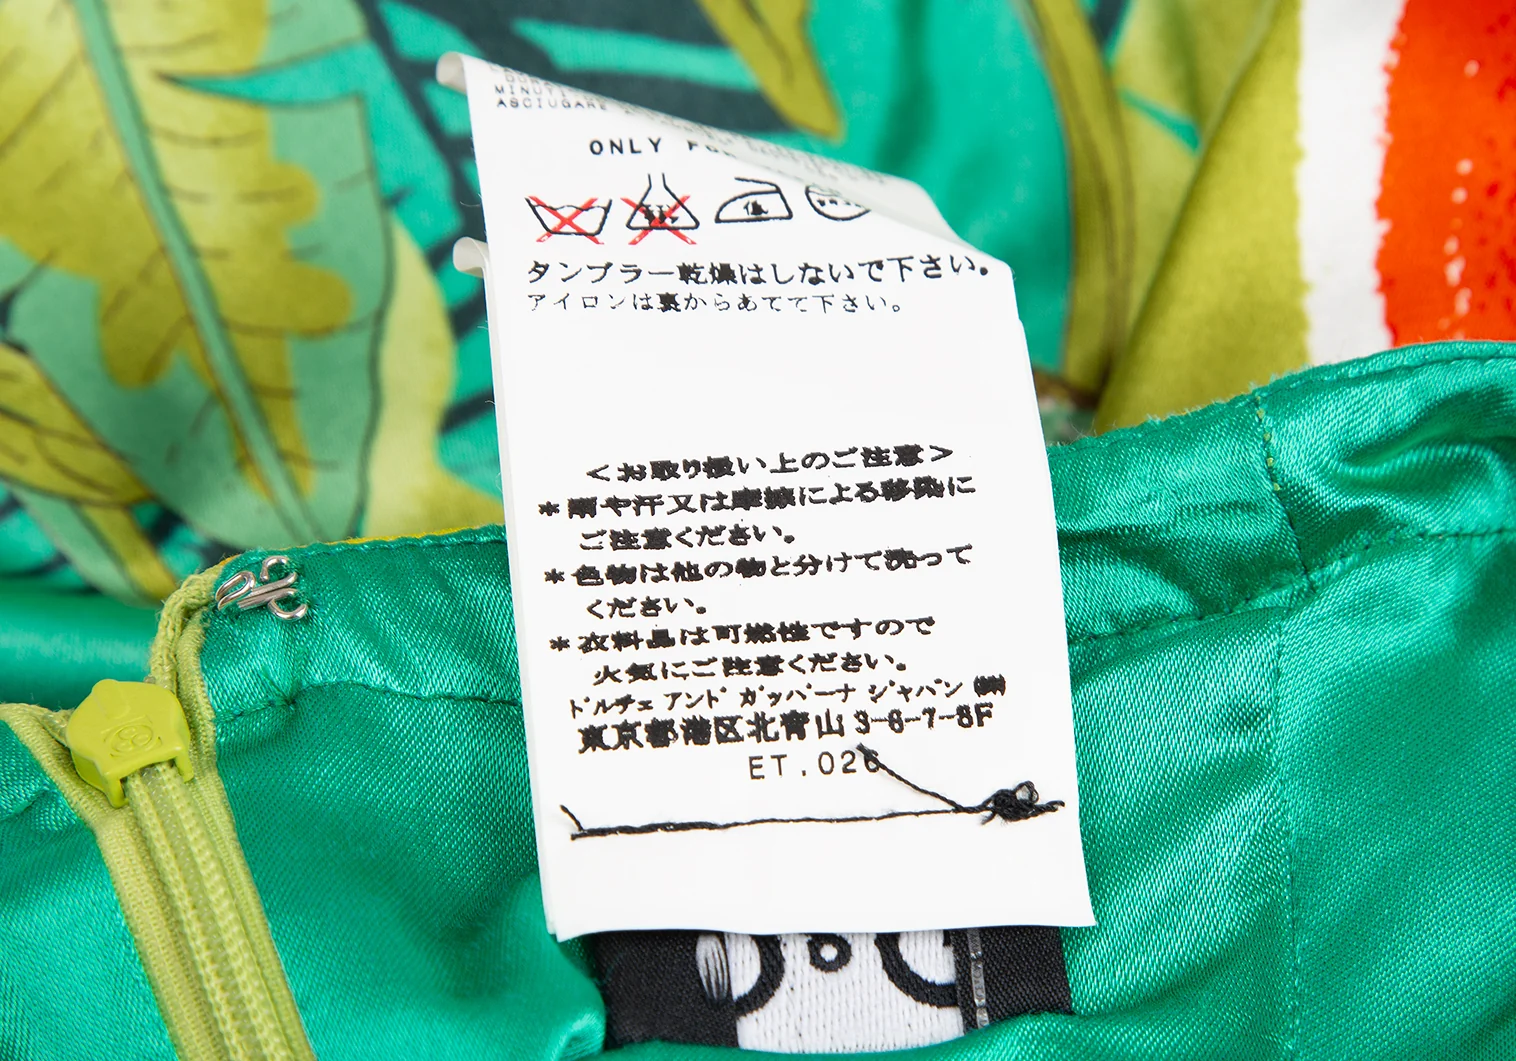 MINUTI
ASCIUGARE
ONLY
低
タンブラー乾燥はしないで下さい。
アイロンは裏からあてて下さい。
<お取り扱い上のご注意>
*雨や汗又は摩擦による移染に
ご注意ください。
*色物は他の物と分けて洗って
ください。
*衣料品は可燃性ですので
火気にご注意ください。
ドルチェ アンド ガッバーナ ジャパン ㈱
東京都港区北青山3-6-7-8F
ET.026